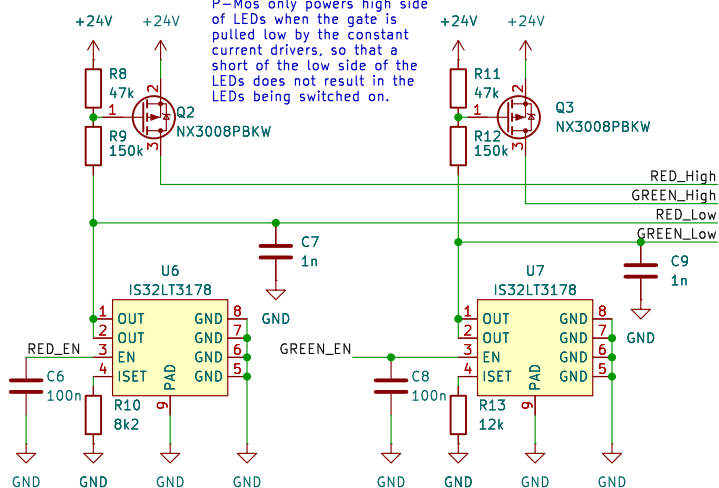 P-Mos only powers high side
of LEDs when the gate is
pulled low by the constant
current drivers, so that a
short of the low side of the
LEDs does not result in the
LEDs being switched on.
+24V
+24V
+24V
+24V
R8
47k
2
1
Q2
NX3008PBKW
3
R9
150k
R11
47k
2
1
Q3
NX3008PBKW
3
R12
150k
RED_High
GREEN_High
RED_Low
GREEN_Low
C7
1n
GND
C9
1n
GND
U6
IS32LT3178
1
OUT
GND
8
2
OUT
GND
7
3
EN
GND
6
4
ISET
GND
5
PAD
9
RED_EN
C6
100n
R10
8k2
GND
GND
GND
GND
U7
IS32LT3178
1
OUT
GND
8
2
OUT
GND
7
3
EN
GND
6
4
ISET
GND
5
PAD
9
GREEN_EN
C8
100n
R13
12k
GND
GND
GND
GND